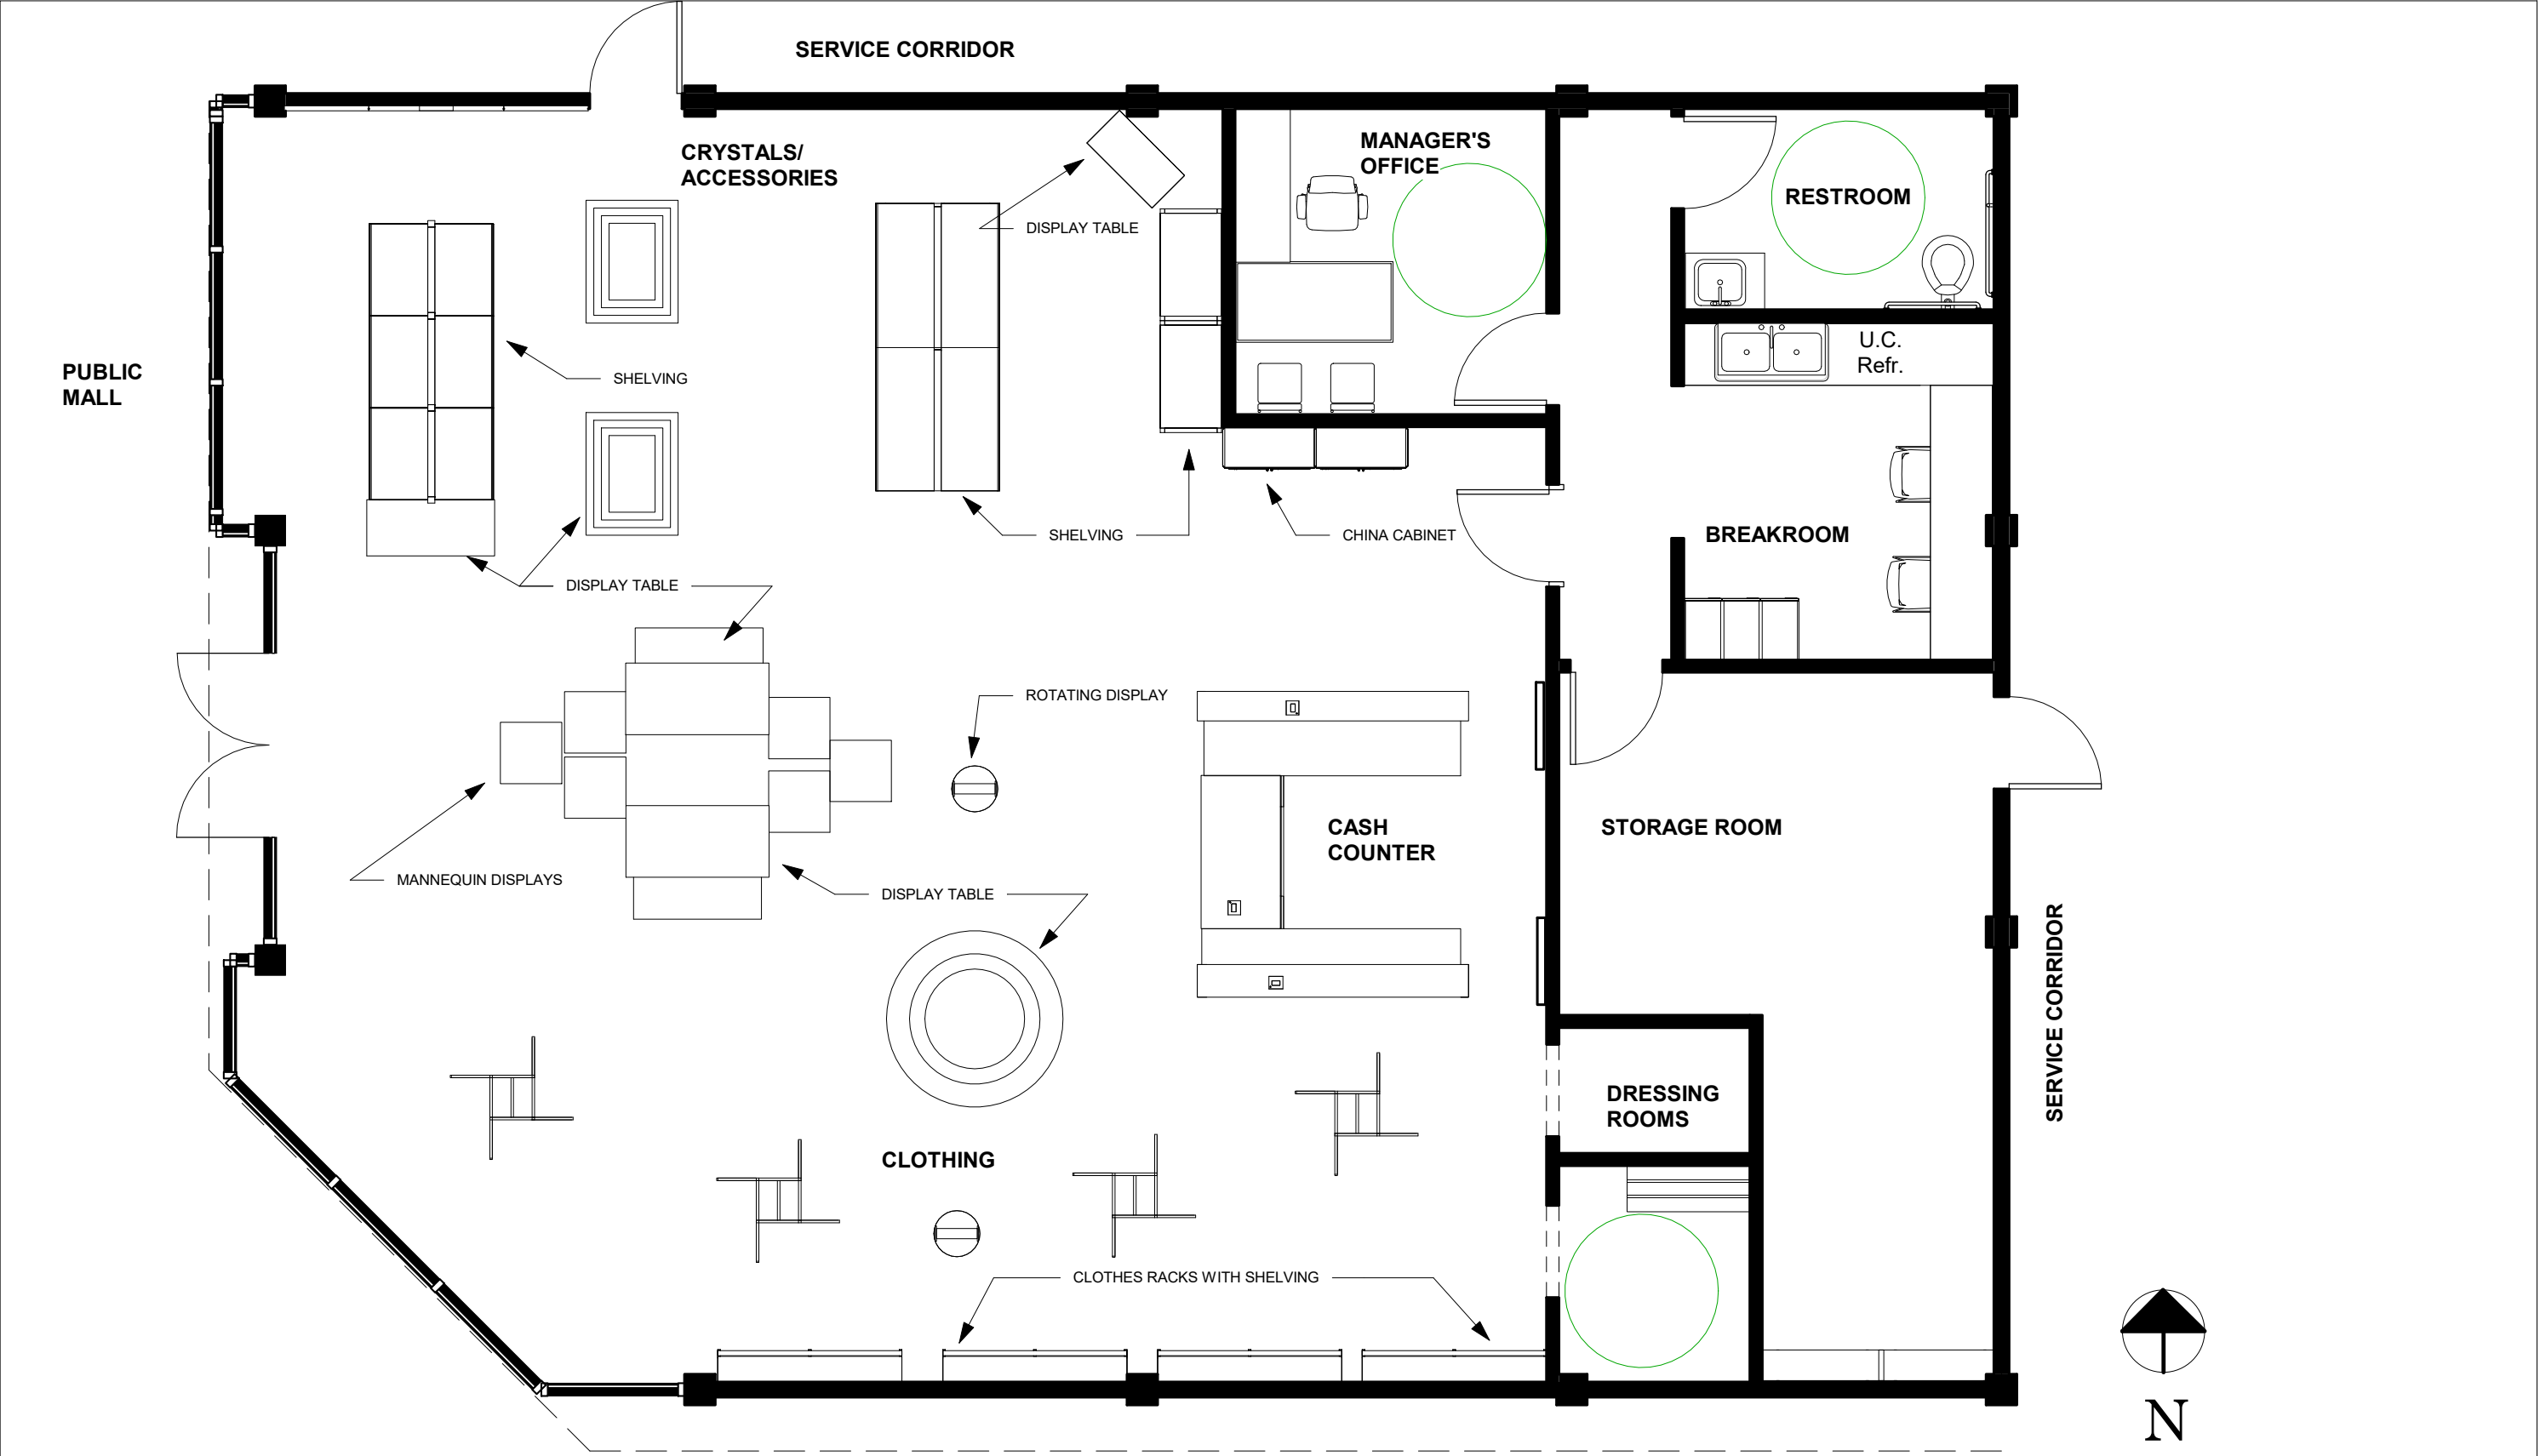 SERVICE CORRIDOR
CRYSTALS/
ACCESSORIES
MANAGER'S
OFFICE
RESTROOM
DISPLAY TABLE
U.C.
Refr.
PUBLIC
MALL
SHELVING
SHELVING
CHINA CABINET
BREAKROOM
DISPLAY TABLE
ROTATING DISPLAY
CASH
COUNTER
STORAGE ROOM
MANNEQUIN DISPLAYS
DISPLAY TABLE
SERVICE CORRIDOR
DRESSING
ROOMS
CLOTHING
CLOTHES RACKS WITH SHELVING
N